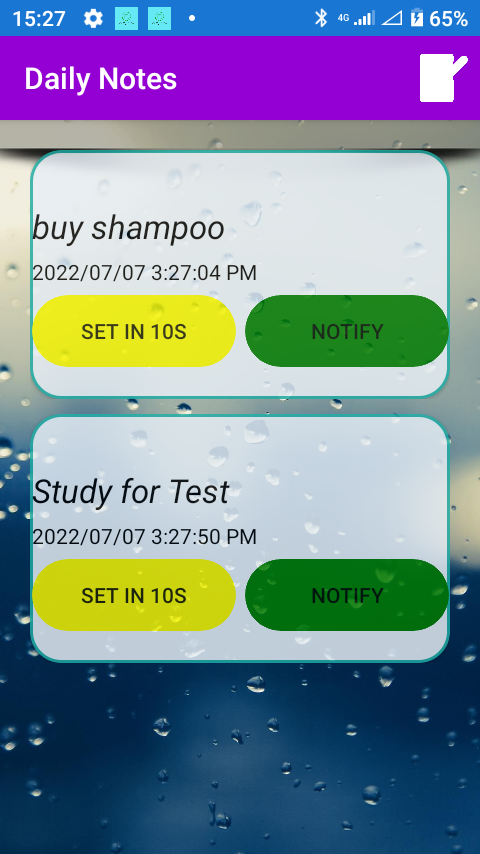 15:27 4G 65%
Daily Notes
buy shampoo
2022/07/07 3:27:04 PM
SET IN 10S NOTIFY
Study for Test
2022/07/07 3:27:50 PM
SET IN 10S NOTIFY